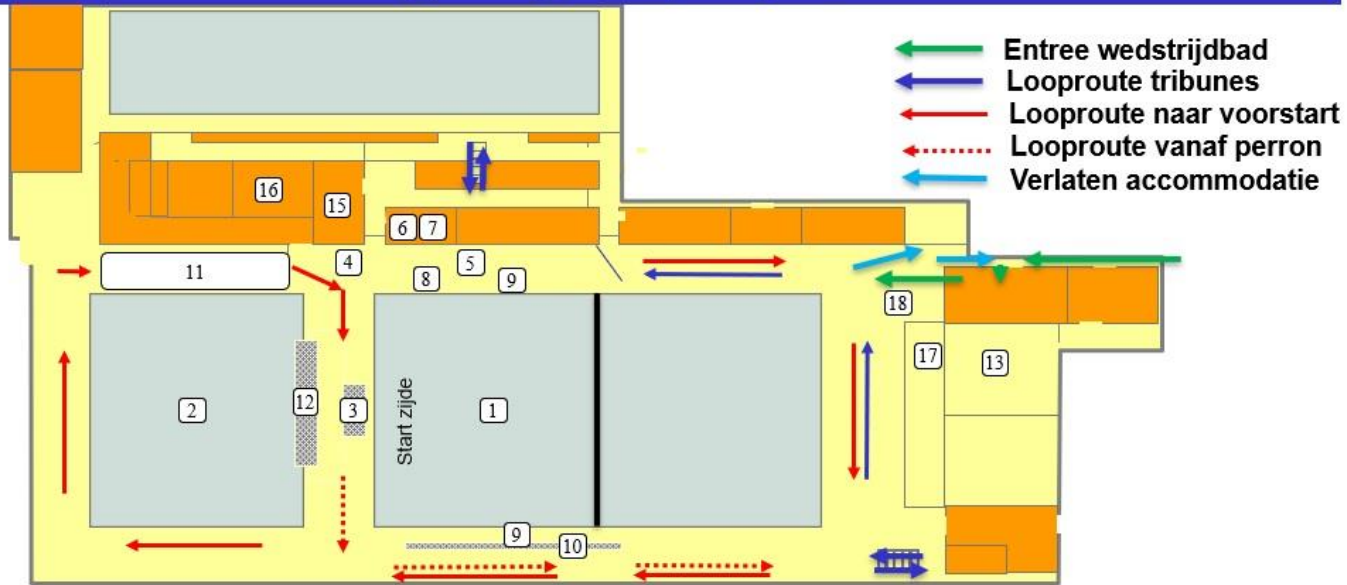 Entree wedstrijdbad
Looproute tribunes
Looproute naar voorstart
Looproute vanaf perron
Verlaten accommodatie
16
15
6 7
4
5
11
8
9
18
17
13
12
3
2
1
Start zijde
9
10